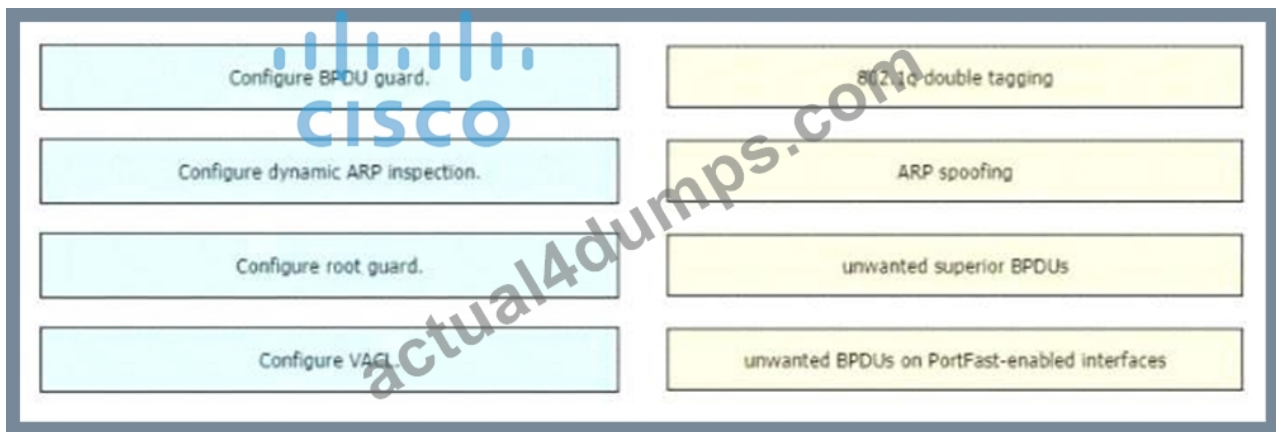 Configure BPDU guard.
802.1q double tagging
CISCO
Configure dynamic ARP inspection.
ARP spoofing
Configure root guard.
unwanted superior BPDUs
Configure VACL.
unwanted BPDUs on PortFast-enabled interfaces
actual4dumps.com